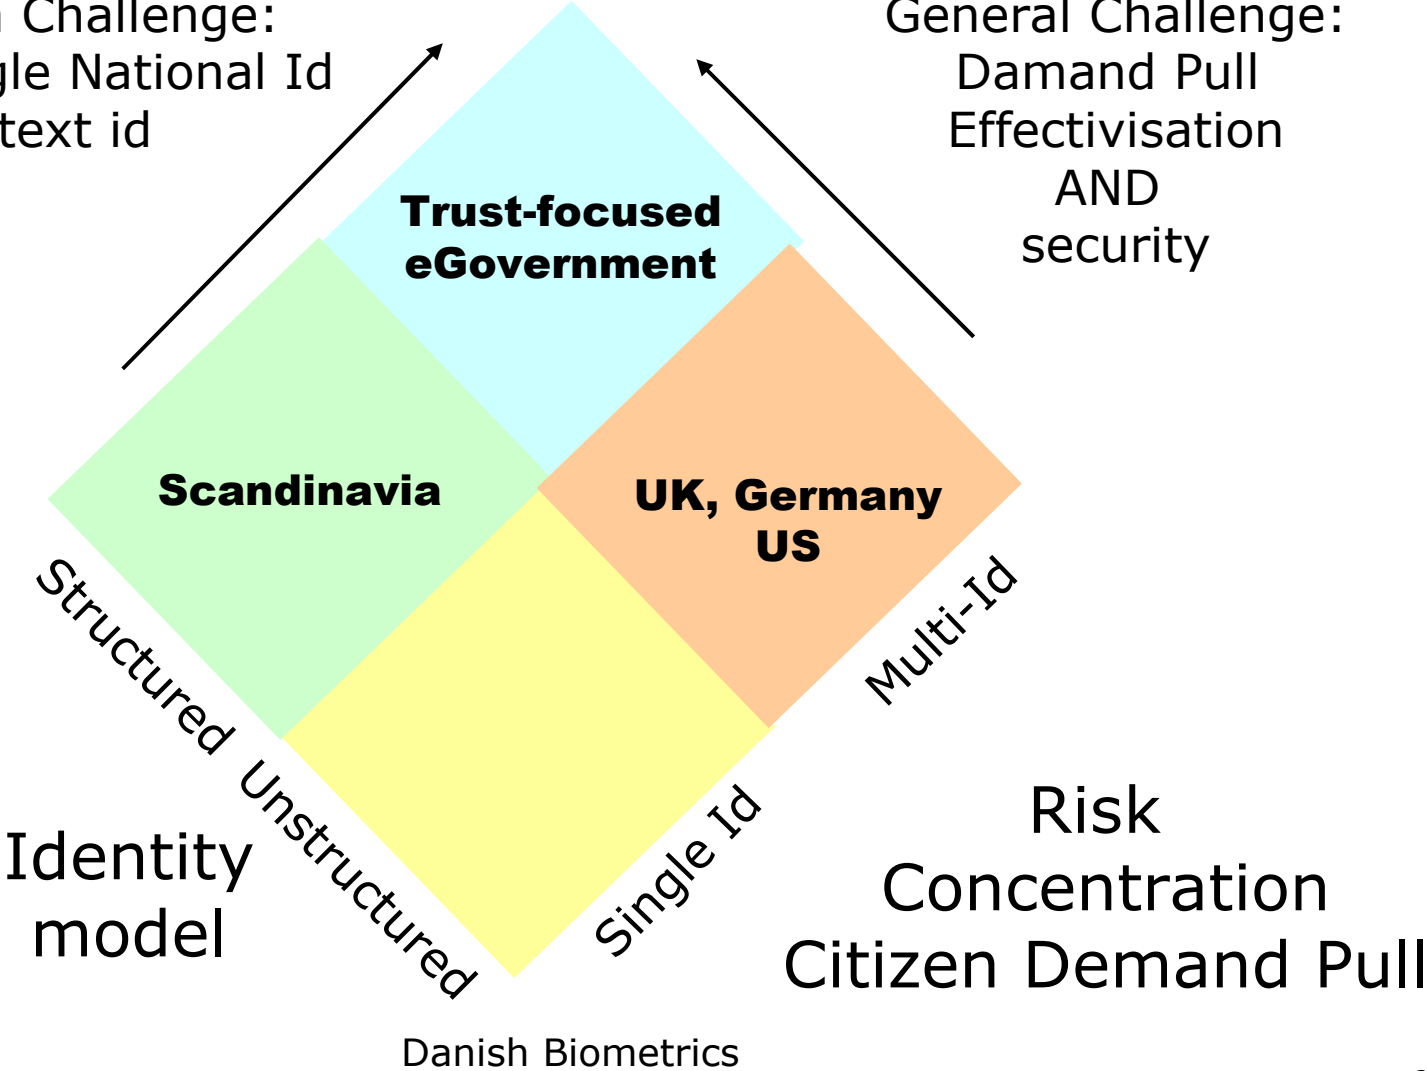 Challenge:
National Id
text id
General Challenge:
Damand Pull
Effectivisation
AND
security
Trust-focused
eGovernment
Scandinavia
UK, Germany
US
Structured
Unstructured
Single Id
Multi-Id
Identity
model
Risk
Concentration
Citizen Demand Pull
Danish Biometrics